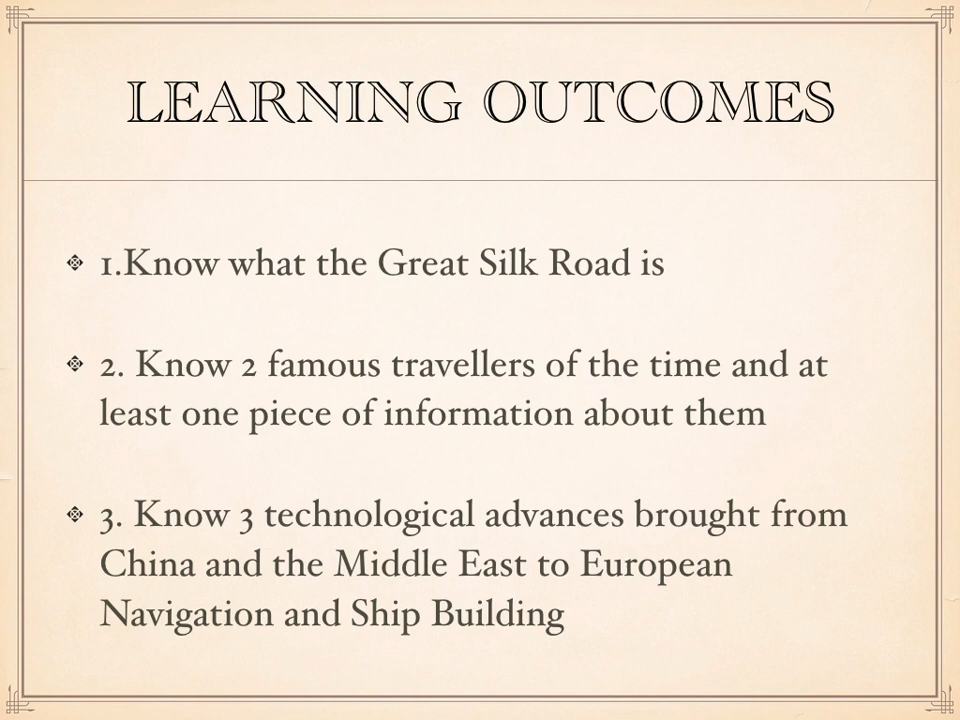 LEARNING OUTCOMES
1.Know what the Great Silk Road is
2. Know 2 famous travellers of the time and at
least one piece of information about them
3. Know 3 technological advances brought from
China and the Middle East to European
Navigation and Ship Building